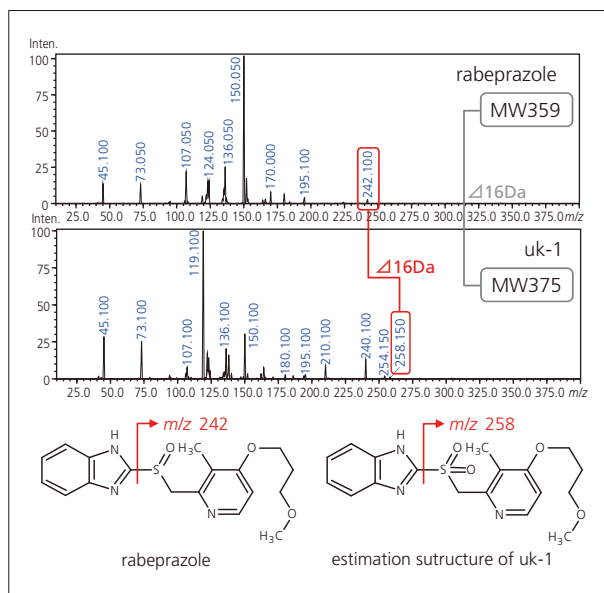 Inten.
100
75
50
25
0
45.100
73.050
107.050
124.050
136.050
150.050
170.000
195.100
242.100
rabeprazole
MW359
⊿16Da
25.0 50.0 75.0 100.0 125.0 150.0 175.0 200.0 225.0 250.0 275.0 300.0 325.0 350.0 375.0 m/z
Inten.
100
75
50
25
0
45.100
73.100
107.100
119.100
136.100
150.100
180.100
195.100
210.100
240.100
254.150
258.150
⊿16Da
uk-1
MW375
25.0 50.0 75.0 100.0 125.0 150.0 175.0 200.0 225.0 250.0 275.0 300.0 325.0 350.0 375.0 m/z
m/z 242
H
N
N
S
O
H₃C
O
N
O
H₃C
rabeprazole
m/z 258
H
N
N
O
S
O
H₃C
O
N
O
H₃C
estimation sutructure of uk-1